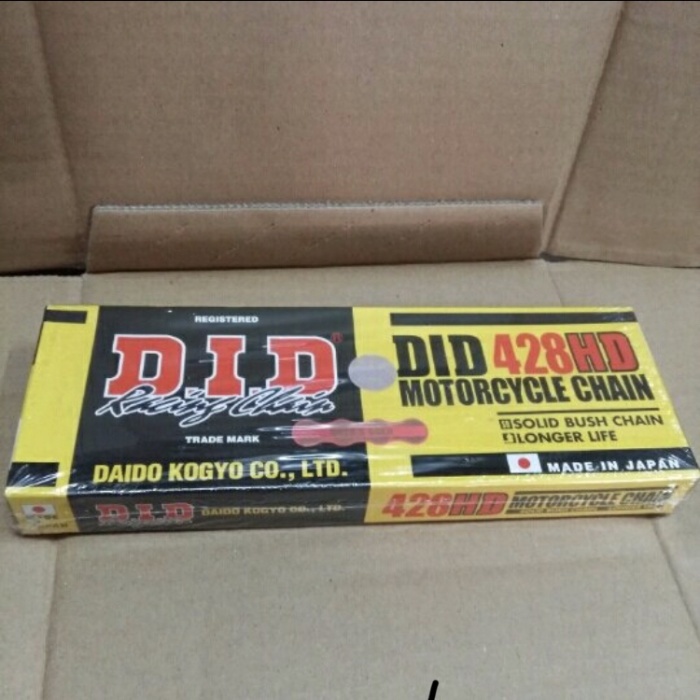 REGISTERED
D.I.D®
Racing Chain
TRADE MARK
DAIDO KOGYO CO., LTD.
DID 428HD
MOTORCYCLE CHAIN
SOLID BUSH CHAIN
LONGER LIFE
MADE IN JAPAN
JAPAN
D.I.D
DAIDO KOGYO CO., LTD.
428HD MOTORCYCLE CHAIN